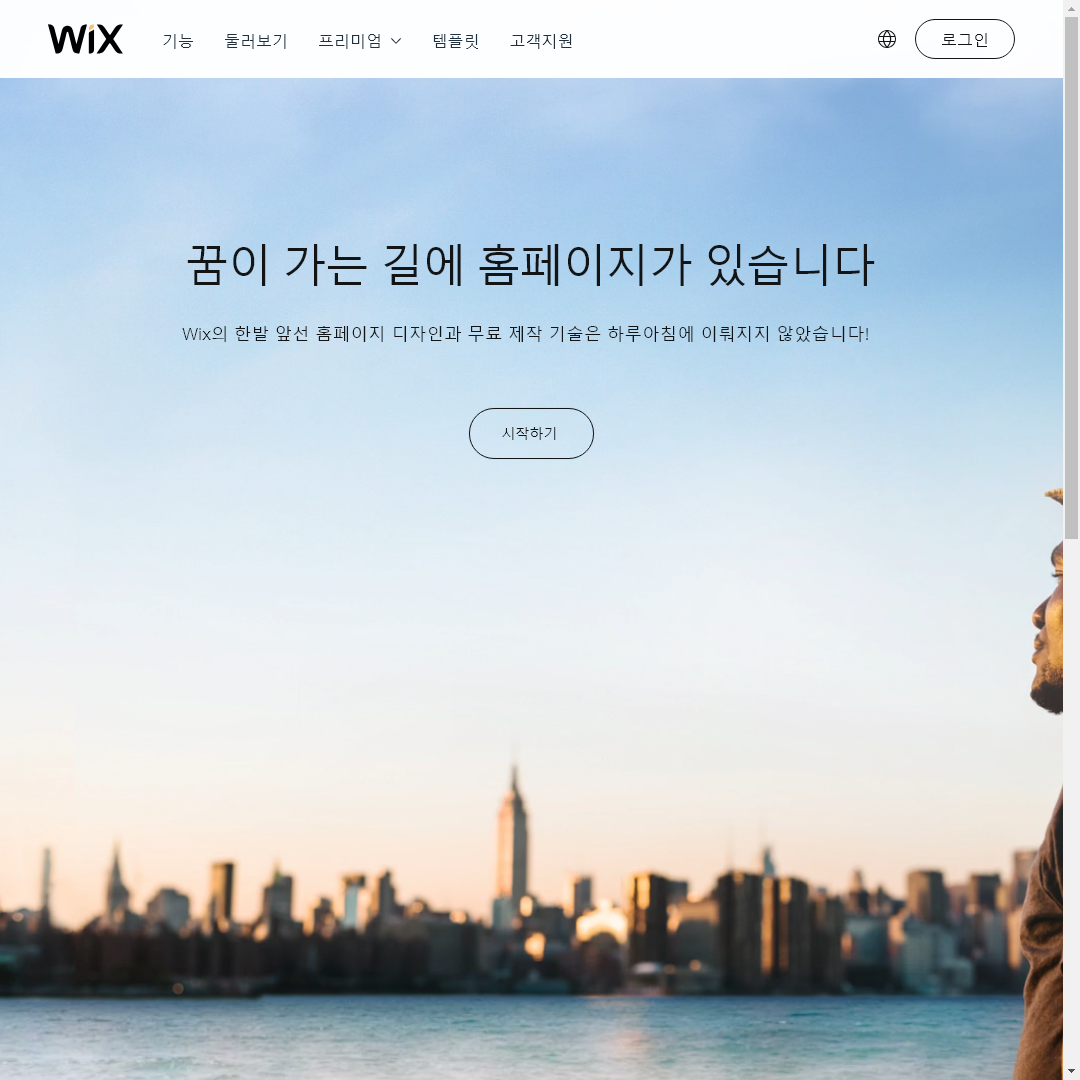 WiX
기능
둘러보기
프리미엄
템플릿
고객지원
로그인
꿈이 가는 길에 홈페이지가 있습니다
Wix의 한발 앞선 홈페이지 디자인과 무료 제작 기술은 하루아침에 이뤄지지 않았습니다!
시작하기